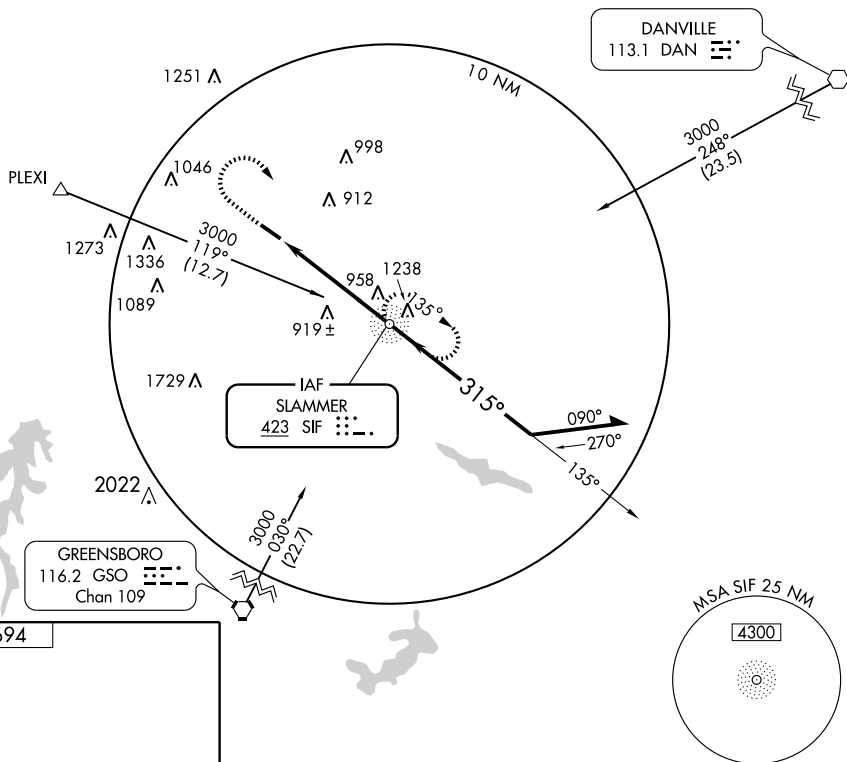 DANVILLE
113.1 DAN
10 NM
1251
3000
248°
(23.5)
998
1046
PLEXI
912
3000
119°
(12.7)
1273
1336
1089
958
1238
135°
919 ±
1729
IAF
SLAMMER
423 SIF
315°
090°
270°
135°
2022
3000
030°
(22.7)
GREENSBORO
116.2 GSO
Chan 109
MSA SIF 25 NM
4300